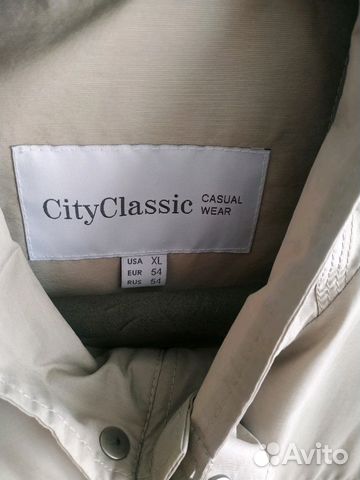 CityClassic CASUAL WEAR
USA XL
EUR 54
RUS 54
Avito